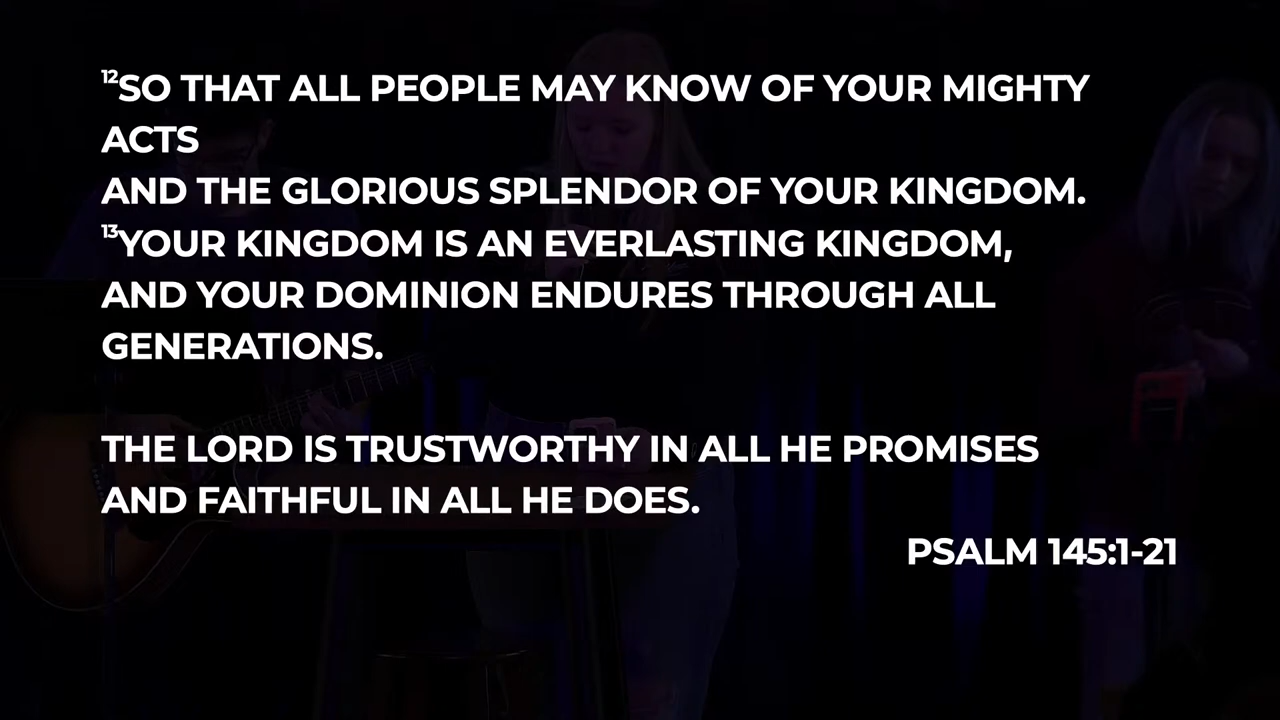 ¹²SO THAT ALL PEOPLE MAY KNOW OF YOUR MIGHTY
ACTS
AND THE GLORIOUS SPLENDOR OF YOUR KINGDOM.
¹³YOUR KINGDOM IS AN EVERLASTING KINGDOM,
AND YOUR DOMINION ENDURES THROUGH ALL
GENERATIONS.
THE LORD IS TRUSTWORTHY IN ALL HE PROMISES
AND FAITHFUL IN ALL HE DOES.
PSALM 145:1-21